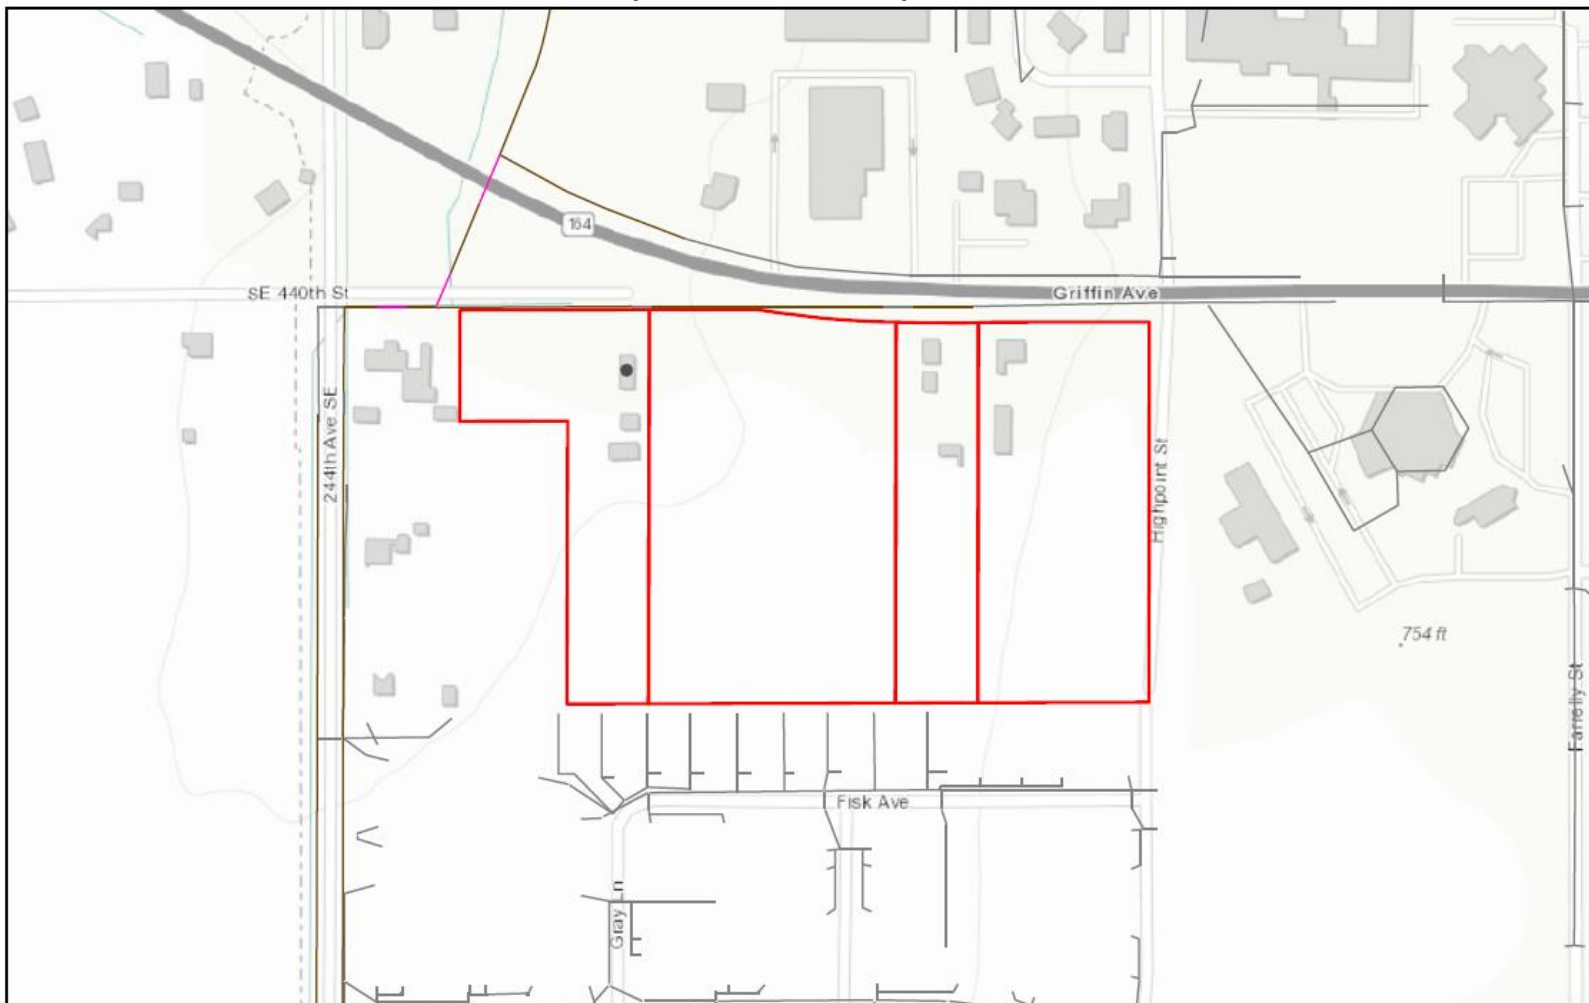 164
SE 440th St
Griffin Ave
244th Ave SE
Highpoint St
754 ft
Farrelly St
Fisk Ave
Gray Ln